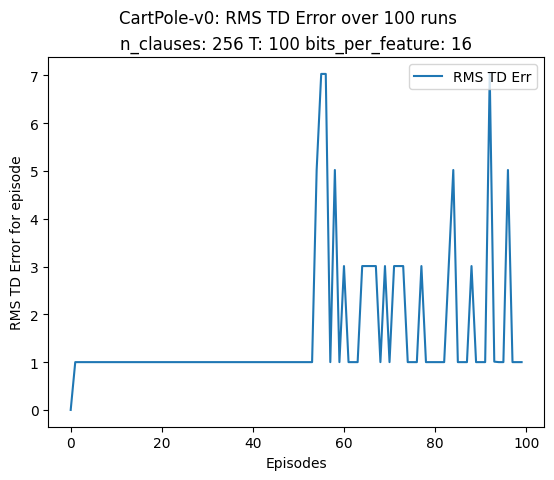 CartPole-v0: RMS TD Error over 100 runs
n_clauses: 256 T: 100 bits_per_feature: 16
RMS TD Err
7
6
5
4
3
2
1
0
RMS TD Error for episode
0 20 40 60 80 100
Episodes